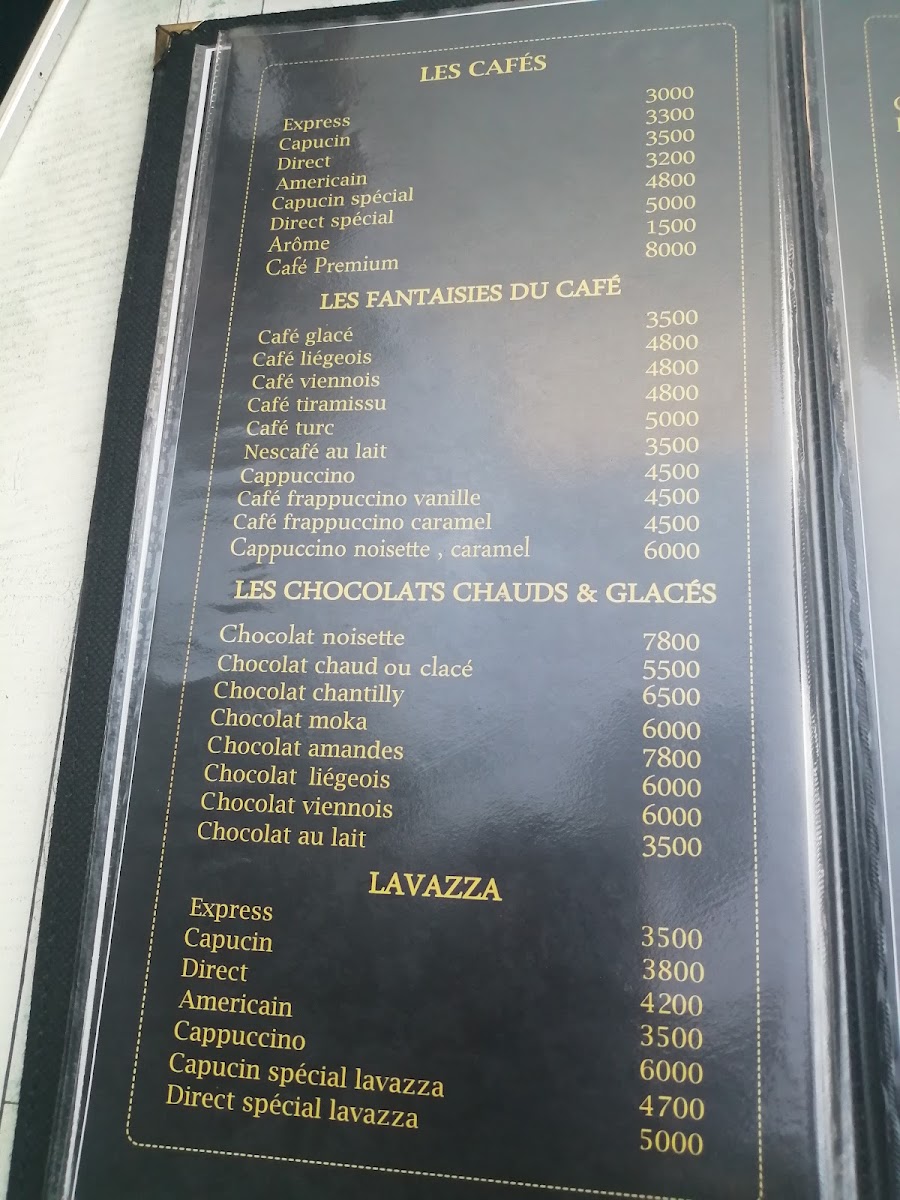 LES CAFÉS
Express 3000
Capucin 3300
Direct 3500
Americain 3200
Capucin spécial 4800
Direct spécial 5000
Arôme 1500
Café Premium 8000
LES FANTAISIES DU CAFÉ
Café glacé 3500
Café liégeois 4800
Café viennois 4800
Café tiramissu 4800
Café turc 5000
Nescafé au lait 3500
Cappuccino 4500
Café frappuccino vanille 4500
Café frappuccino caramel 4500
Cappuccino noisette , caramel 6000
LES CHOCOLATS CHAUDS & GLACÉS
Chocolat noisette 7800
Chocolat chaud ou clacé 5500
Chocolat chantilly 6500
Chocolat moka 6000
Chocolat amandes 7800
Chocolat liégeois 6000
Chocolat viennois 6000
Chocolat au lait 3500
LAVAZZA
Express 3500
Capucin 3800
Direct 4200
Americain 3500
Cappuccino 6000
Capucin spécial lavazza 4700
Direct spécial lavazza 5000